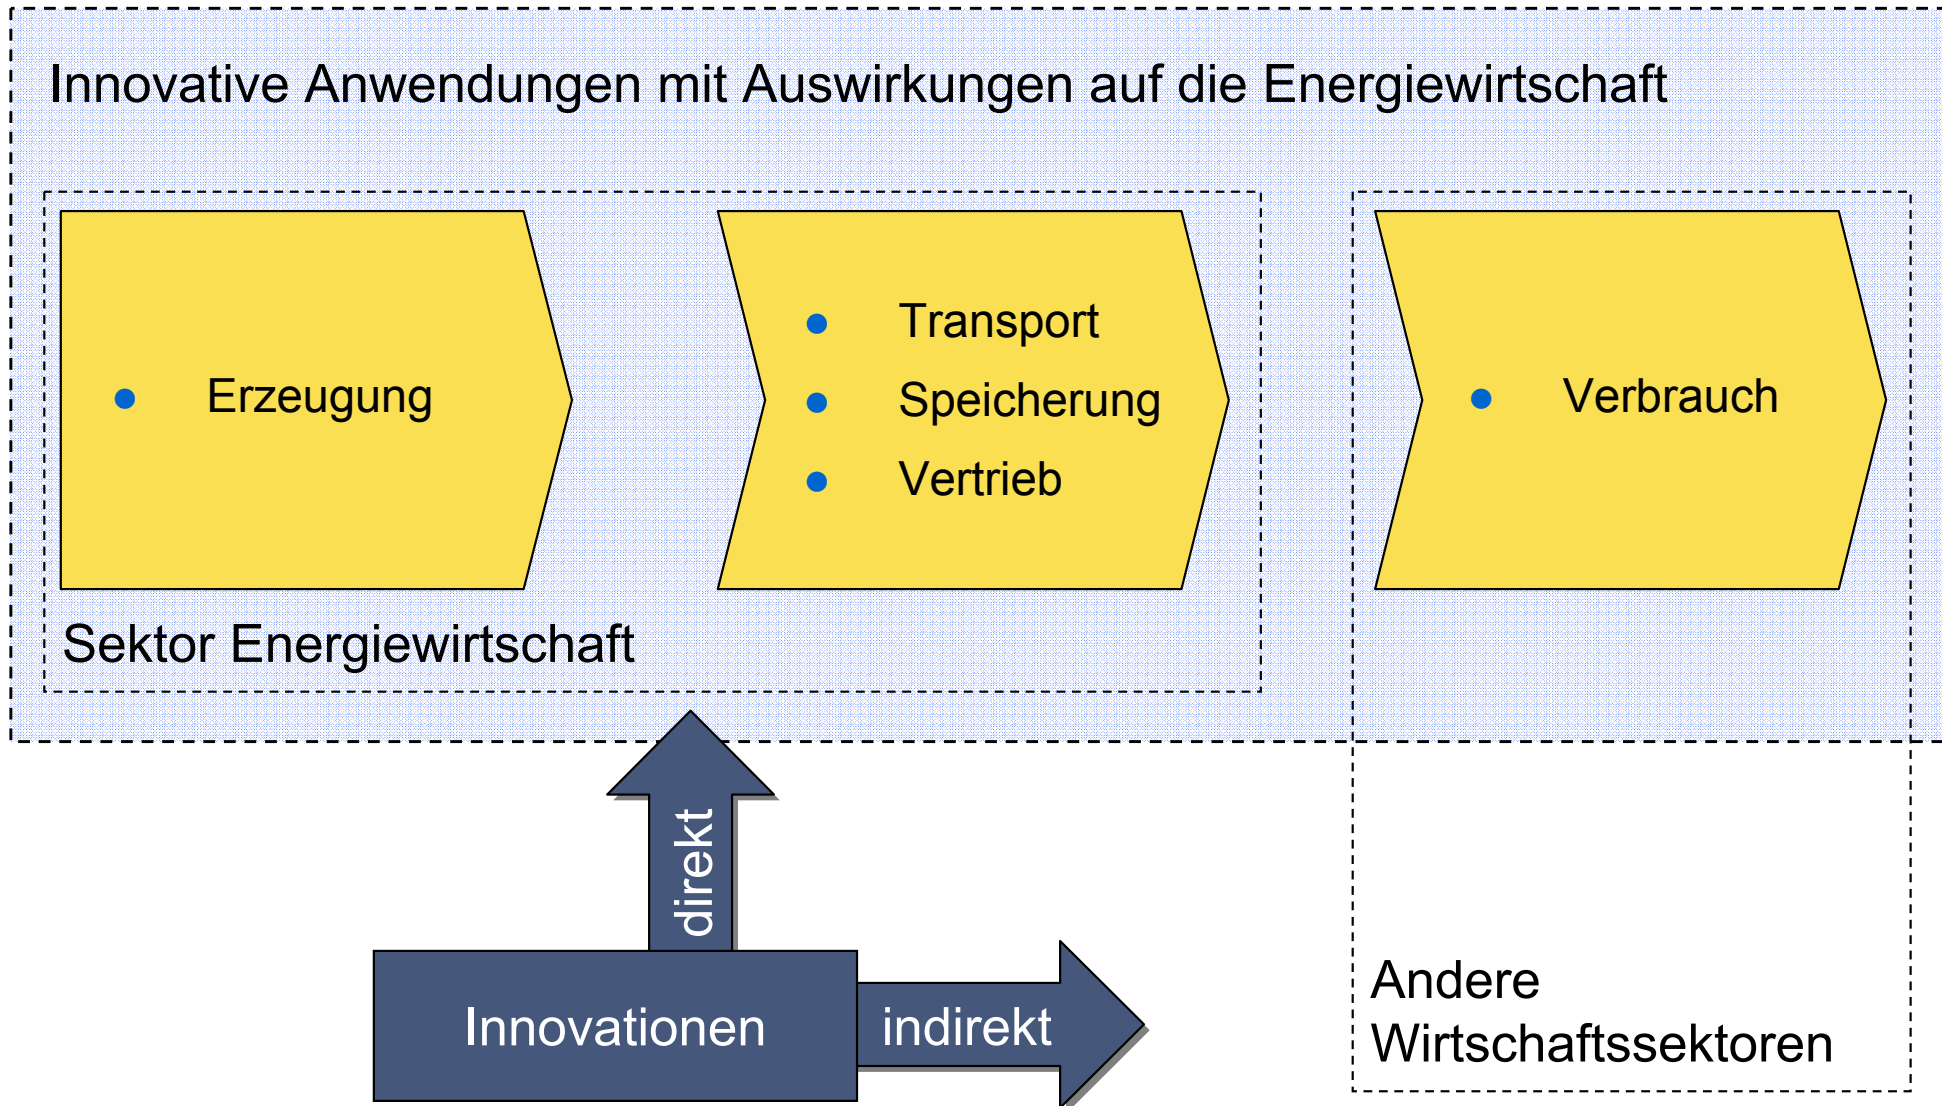 Innovative Anwendungen mit Auswirkungen auf die Energiewirtschaft
Erzeugung
Transport
Speicherung
Vertrieb
Verbrauch
Sektor Energiewirtschaft
direkt
Innovationen
indirekt
Andere
Wirtschaftssektoren